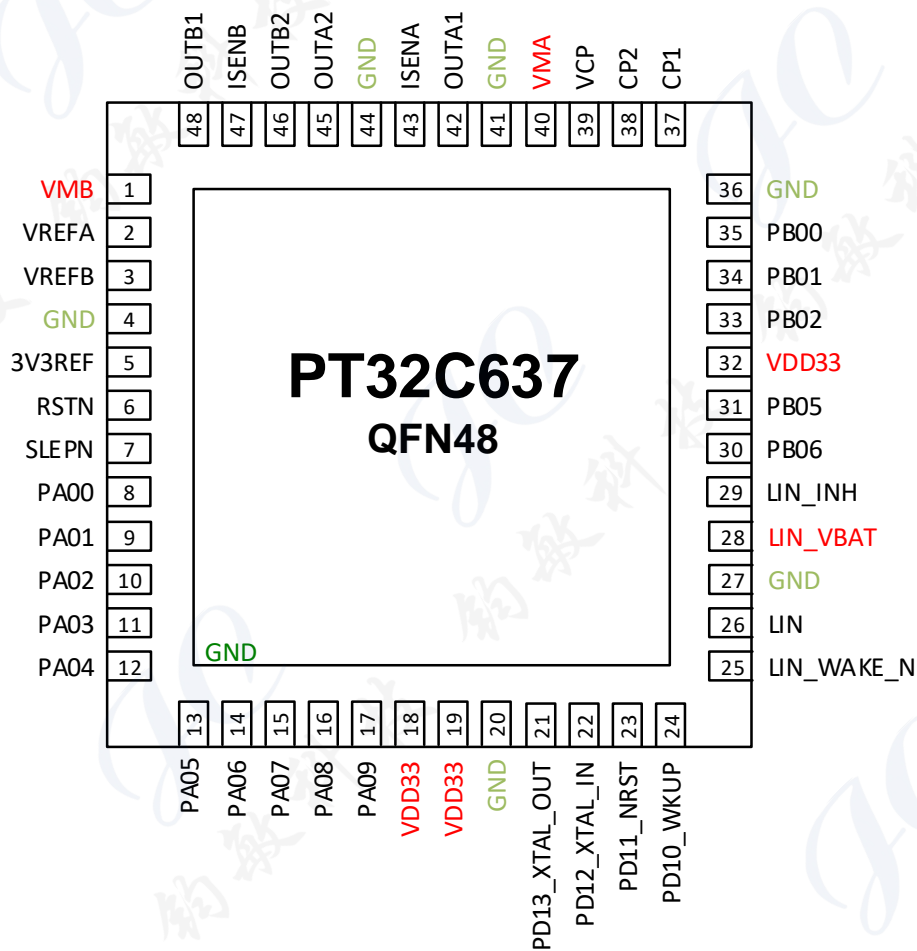 OUTB1
ISENB
OUTB2
OUTA2
GND
ISENA
OUTA1
GND
VMA
VCP
CP2
CP1
48
47
46
45
44
43
42
41
40
39
38
37
VMB 1
VREFA 2
VREFB 3
GND 4
3V3REF 5
RSTN 6
SLEPN 7
PA00 8
PA01 9
PA02 10
PA03 11
PA04 12
PT32C637
QFN48
GND
36 GND
35 PB00
34 PB01
33 PB02
32 VDD33
31 PB05
30 PB06
29 LIN_INH
28 LIN_VBAT
27 GND
26 LIN
25 LIN_WAKE_N
13
14
15
16
17
18
19
20
21
22
23
24
PA05
PA06
PA07
PA08
PA09
VDD33
VDD33
GND
PD13_XTAL_OUT
PD12_XTAL_IN
PD11_NRST
PD10_WKUP